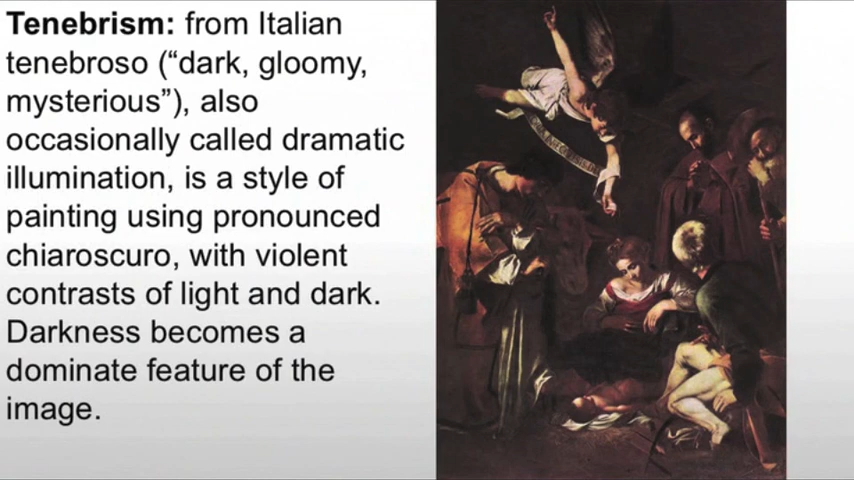 Tenebrism: from Italian
tenebroso (“dark, gloomy,
mysterious”), also
occasionally called dramatic
illumination, is a style of
painting using pronounced
chiaroscuro, with violent
contrasts of light and dark.
Darkness becomes a
dominate feature of the
image.